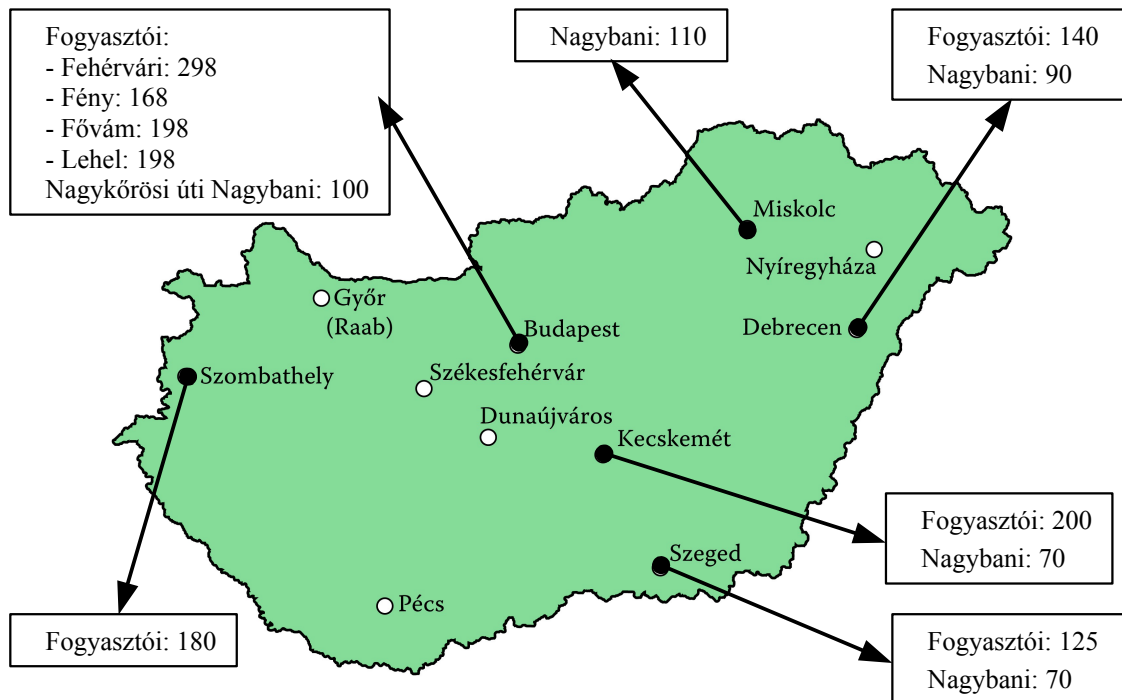 Fogyasztói:
- Fehérvári: 298
- Fény: 168
- Fővám: 198
- Lehel: 198
Nagykőrösi úti Nagybani: 100
Nagybani: 110
Fogyasztói: 140
Nagybani: 90
Miskolc
Nyíregyháza
Győr
(Raab)
Budapest
Debrecen
Szombathely
Székesfehérvár
Dunaújváros
Kecskemét
Fogyasztói: 200
Nagybani: 70
Szeged
Pécs
Fogyasztói: 180
Fogyasztói: 125
Nagybani: 70